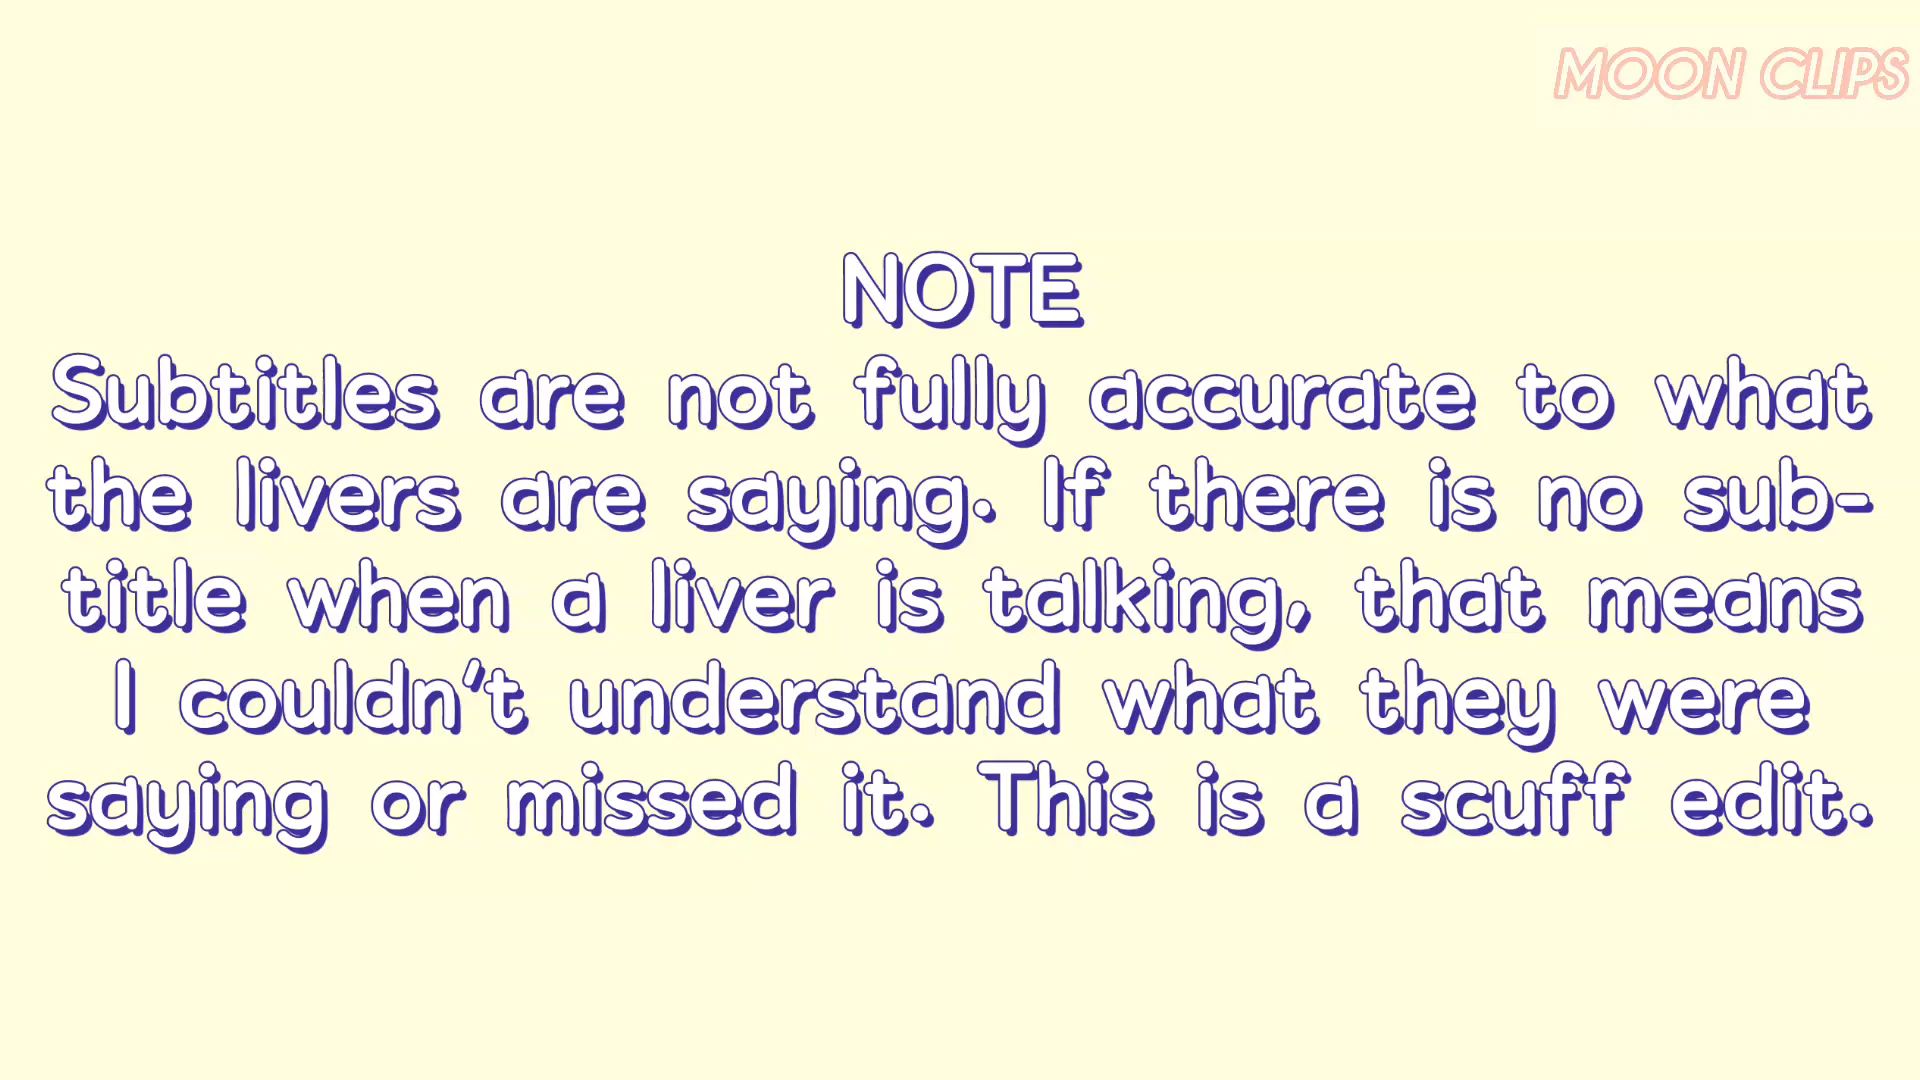 MOON CLIPS
NOTE
Subtitles are not fully accurate to what
the livers are saying. If there is no sub-
title when a liver is talking, that means
I couldn't understand what they were
saying or missed it. This is a scuff edit.